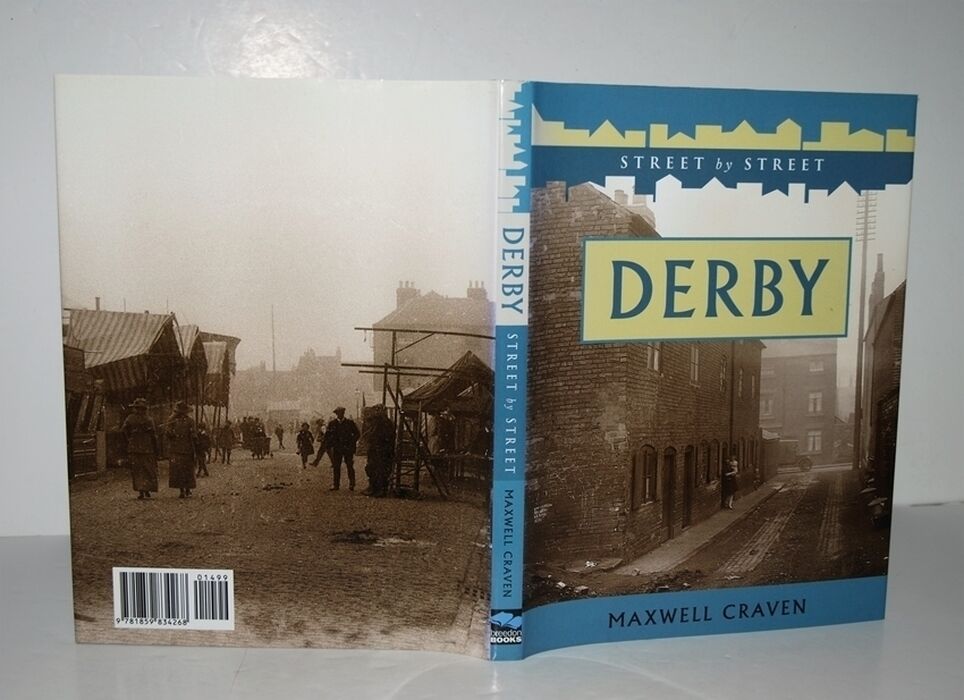 STREET by STREET
DERBY
MAXWELL CRAVEN
DERBY
STREET by STREET
MAXWELL CRAVEN
breedon
BOOKS
01499
9 781859 834268